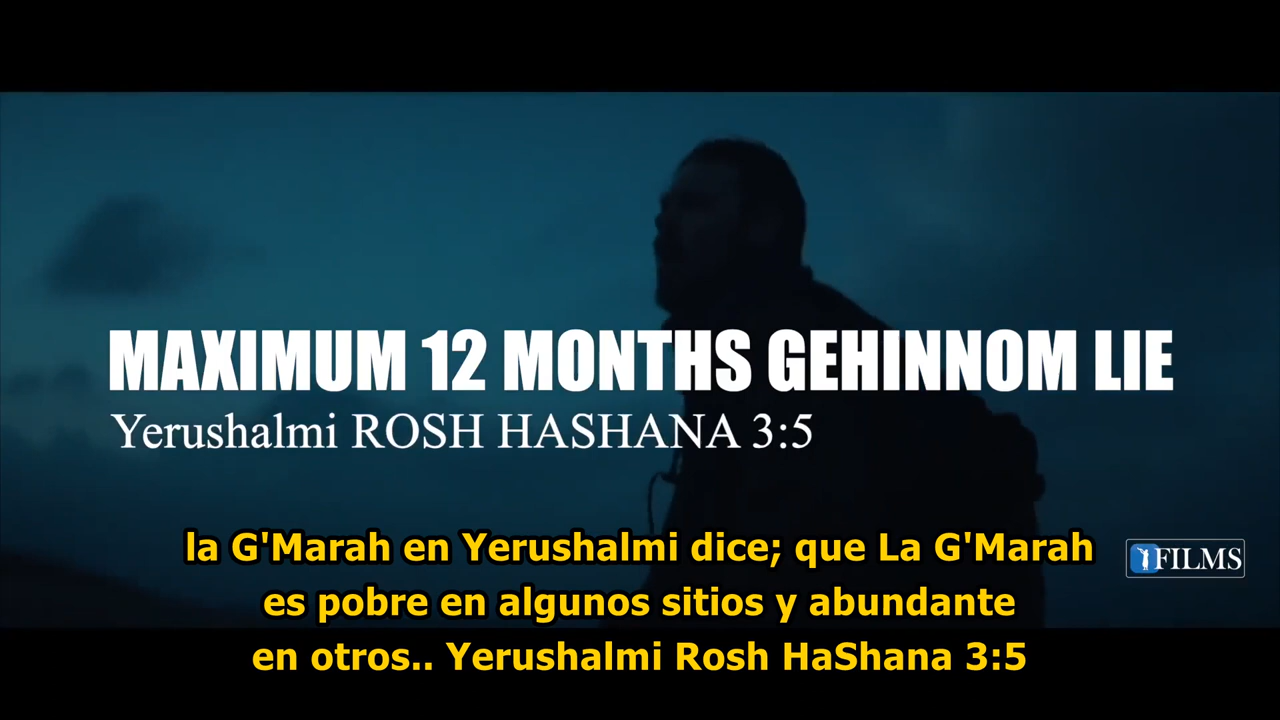 MAXIMUM 12 MONTHS GEHINNOM LIE
Yerushalmi ROSH HASHANA 3:5
la G'Marah en Yerushalmi dice; que La G'Marah
es pobre en algunos sitios y abundante
en otros.. Yerushalmi Rosh HaShana 3:5
FILMS